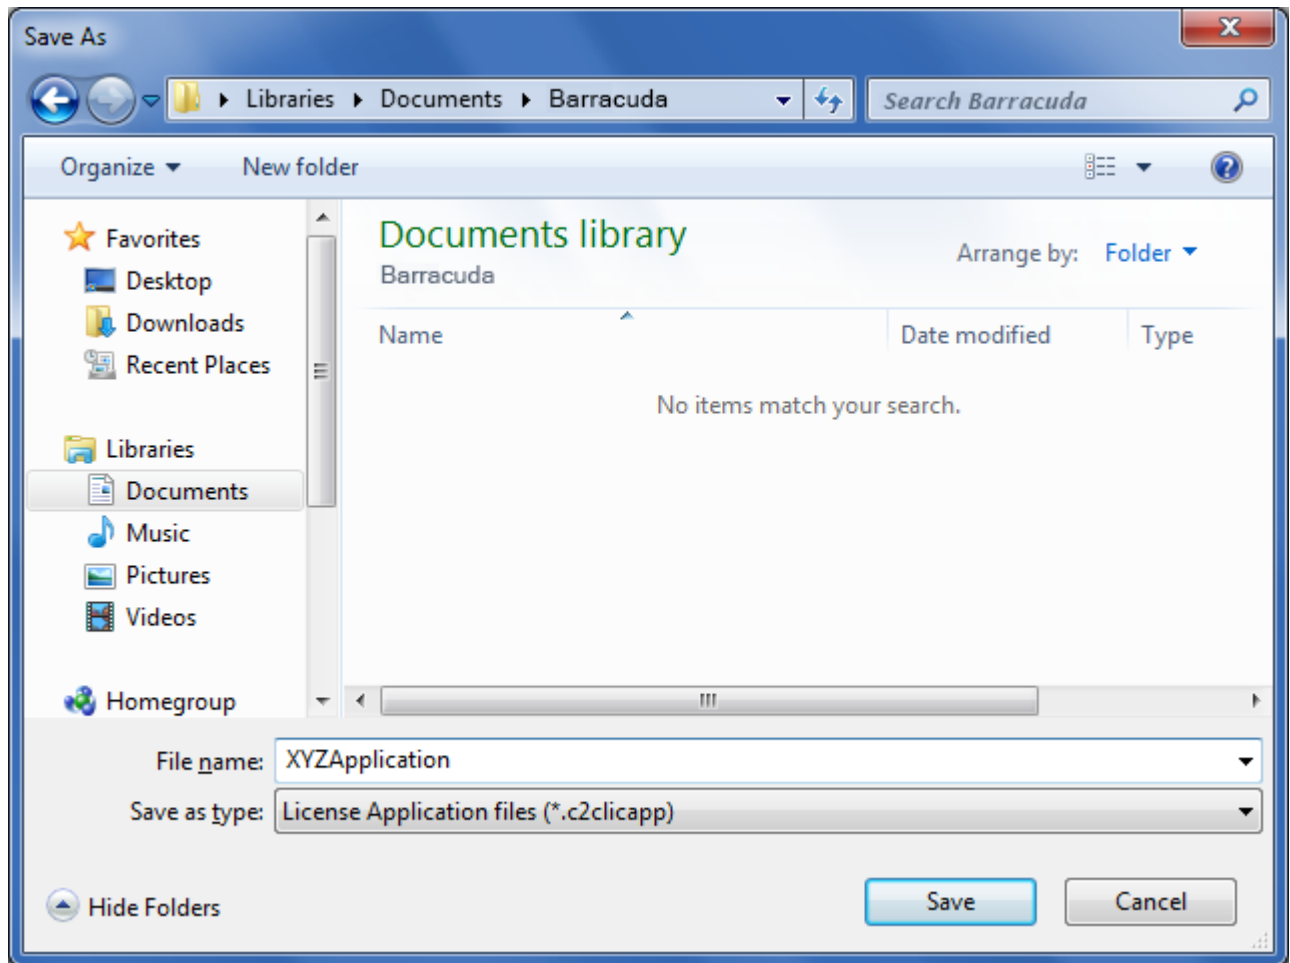 Save As
Libraries Documents Barracuda Search Barracuda
Organize New folder
Favorites
Desktop
Downloads
Recent Places
Libraries
Documents
Music
Pictures
Videos
Homegroup
Documents library
Barracuda
Arrange by: Folder
Name Date modified Type
No items match your search.
File name: XYZApplication
Save as type: License Application files (*.c2clicapp)
Hide Folders Save Cancel